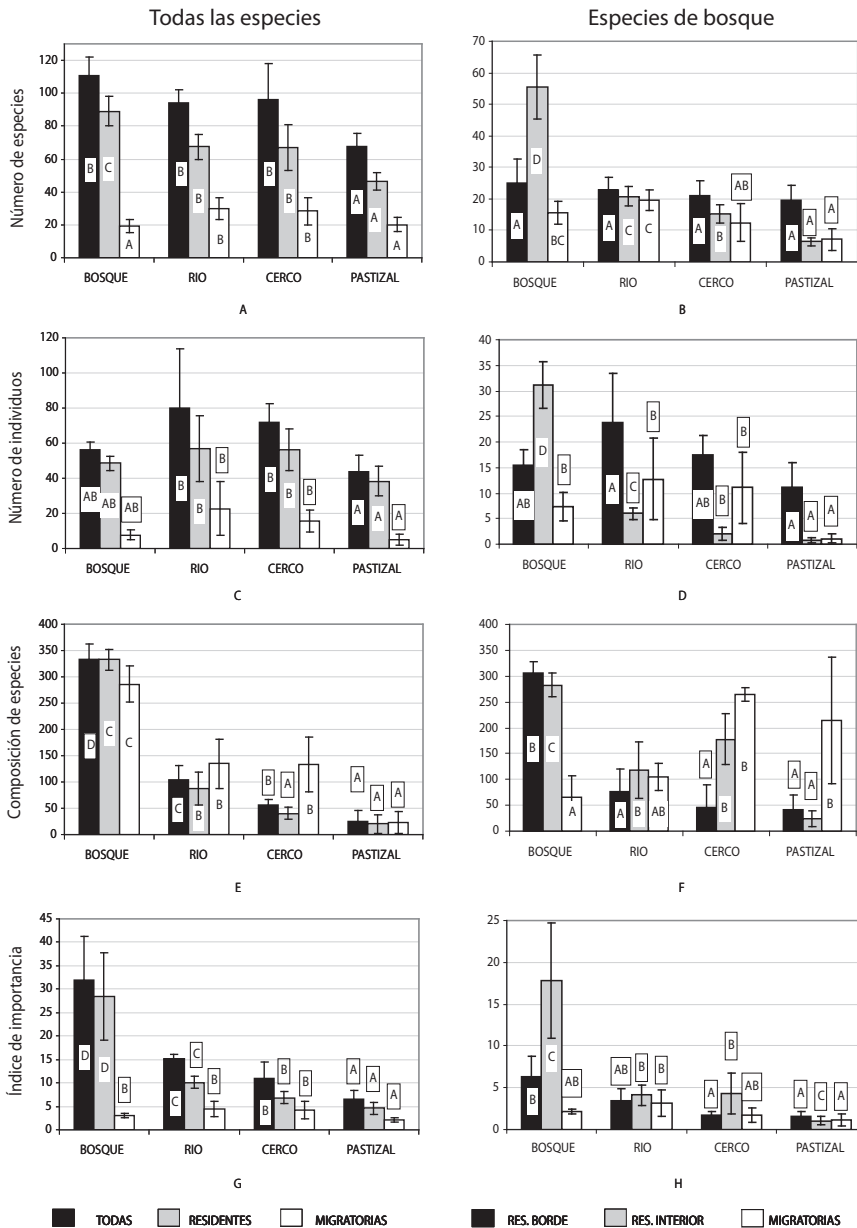 Todas las especies
Especies de bosque
Número de especies
120
100
80
60
40
20
0
B
C
A
B
B
B
B
B
B
A
A
A
BOSQUE
RIO
CERCO
PASTIZAL
A
70
60
50
40
30
20
10
0
A
D
BC
A
C
C
A
B
AB
A
A
A
BOSQUE
RIO
CERCO
PASTIZAL
B
Número de individuos
120
100
80
60
40
20
0
AB
AB
AB
B
B
B
B
B
B
A
A
A
BOSQUE
RIO
CERCO
PASTIZAL
C
40
35
30
25
20
15
10
5
0
AB
D
B
A
C
B
AB
B
B
A
A
A
BOSQUE
RIO
CERCO
PASTIZAL
D
Composición de especies
400
350
300
250
200
150
100
50
0
D
C
C
C
B
B
B
A
B
A
A
A
BOSQUE
RIO
CERCO
PASTIZAL
E
400
350
300
250
200
150
100
50
0
B
C
A
A
B
AB
A
B
B
A
A
B
BOSQUE
RIO
CERCO
PASTIZAL
F
Índice de importancia
45
40
35
30
25
20
15
10
5
0
D
D
B
C
C
B
B
B
B
A
A
A
BOSQUE
RIO
CERCO
PASTIZAL
G
25
20
15
10
5
0
B
C
AB
AB
B
B
A
B
AB
A
C
A
BOSQUE
RIO
CERCO
PASTIZAL
H
TODAS RESIDENTES MIGRATORIAS
RES. BORDE RES. INTERIOR MIGRATORIAS